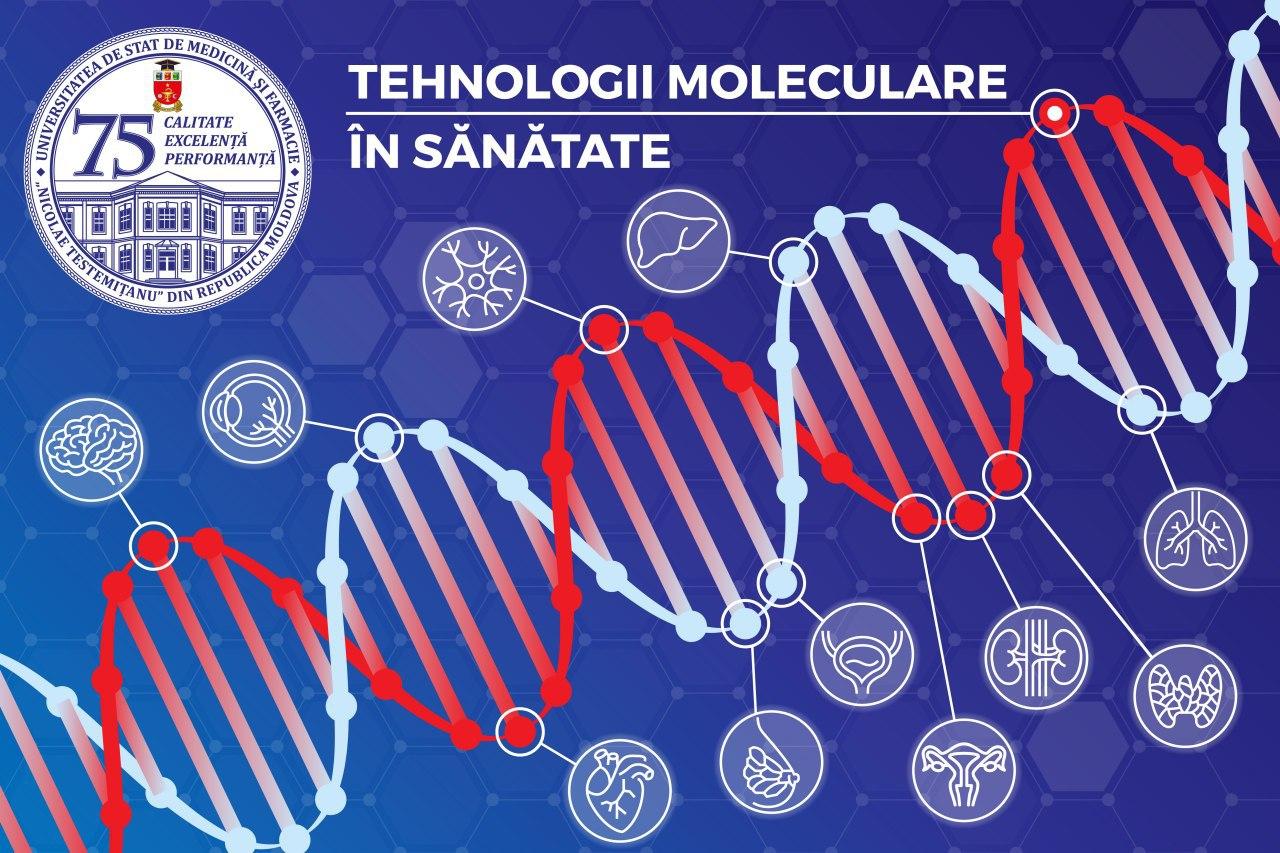 UNIVERSITATEA DE STAT DE MEDICINĂ ȘI FARMACIE
"NICOLAE TESTEMIȚANU" DIN REPUBLICA MOLDOVA
75
CALITATE
EXCELENȚĂ
PERFORMANȚĂ
TEHNOLOGII MOLECULARE
ÎN SĂNĂTATE